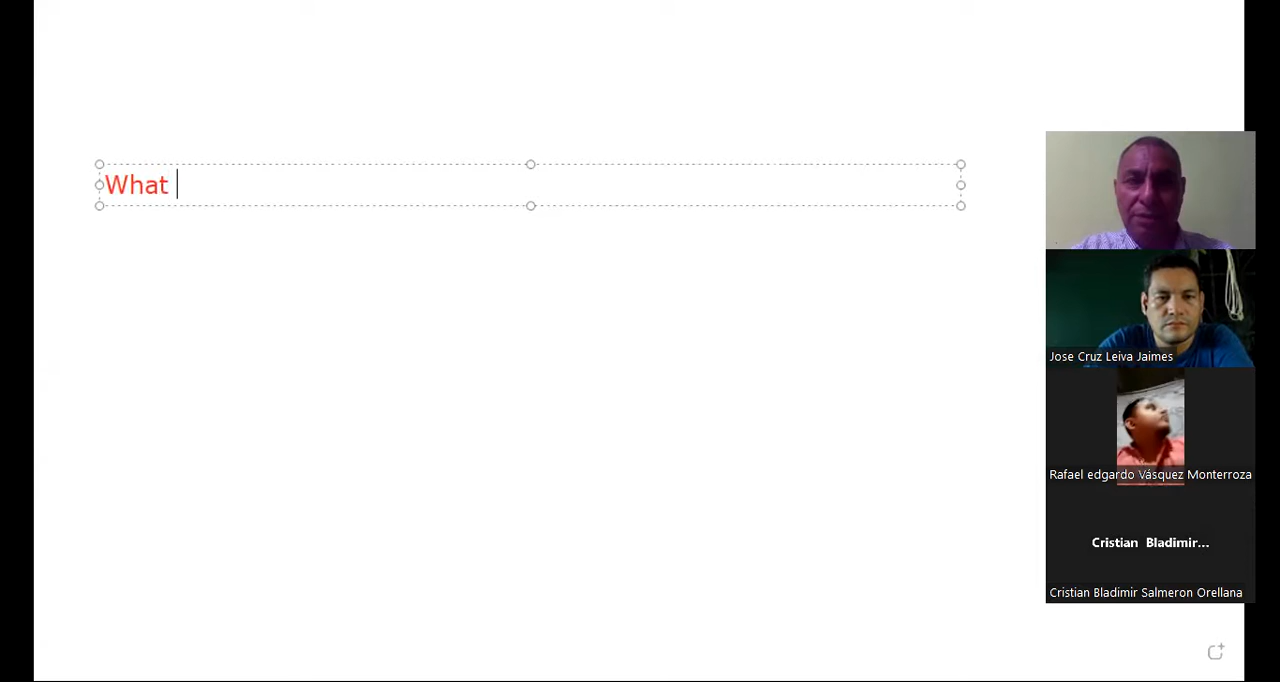 What
Jose Cruz Leiva Jaimes
Rafael edgardo Vásquez Monterroza
Cristian Bladimir...
Cristian Bladimir Salmeron Orellana